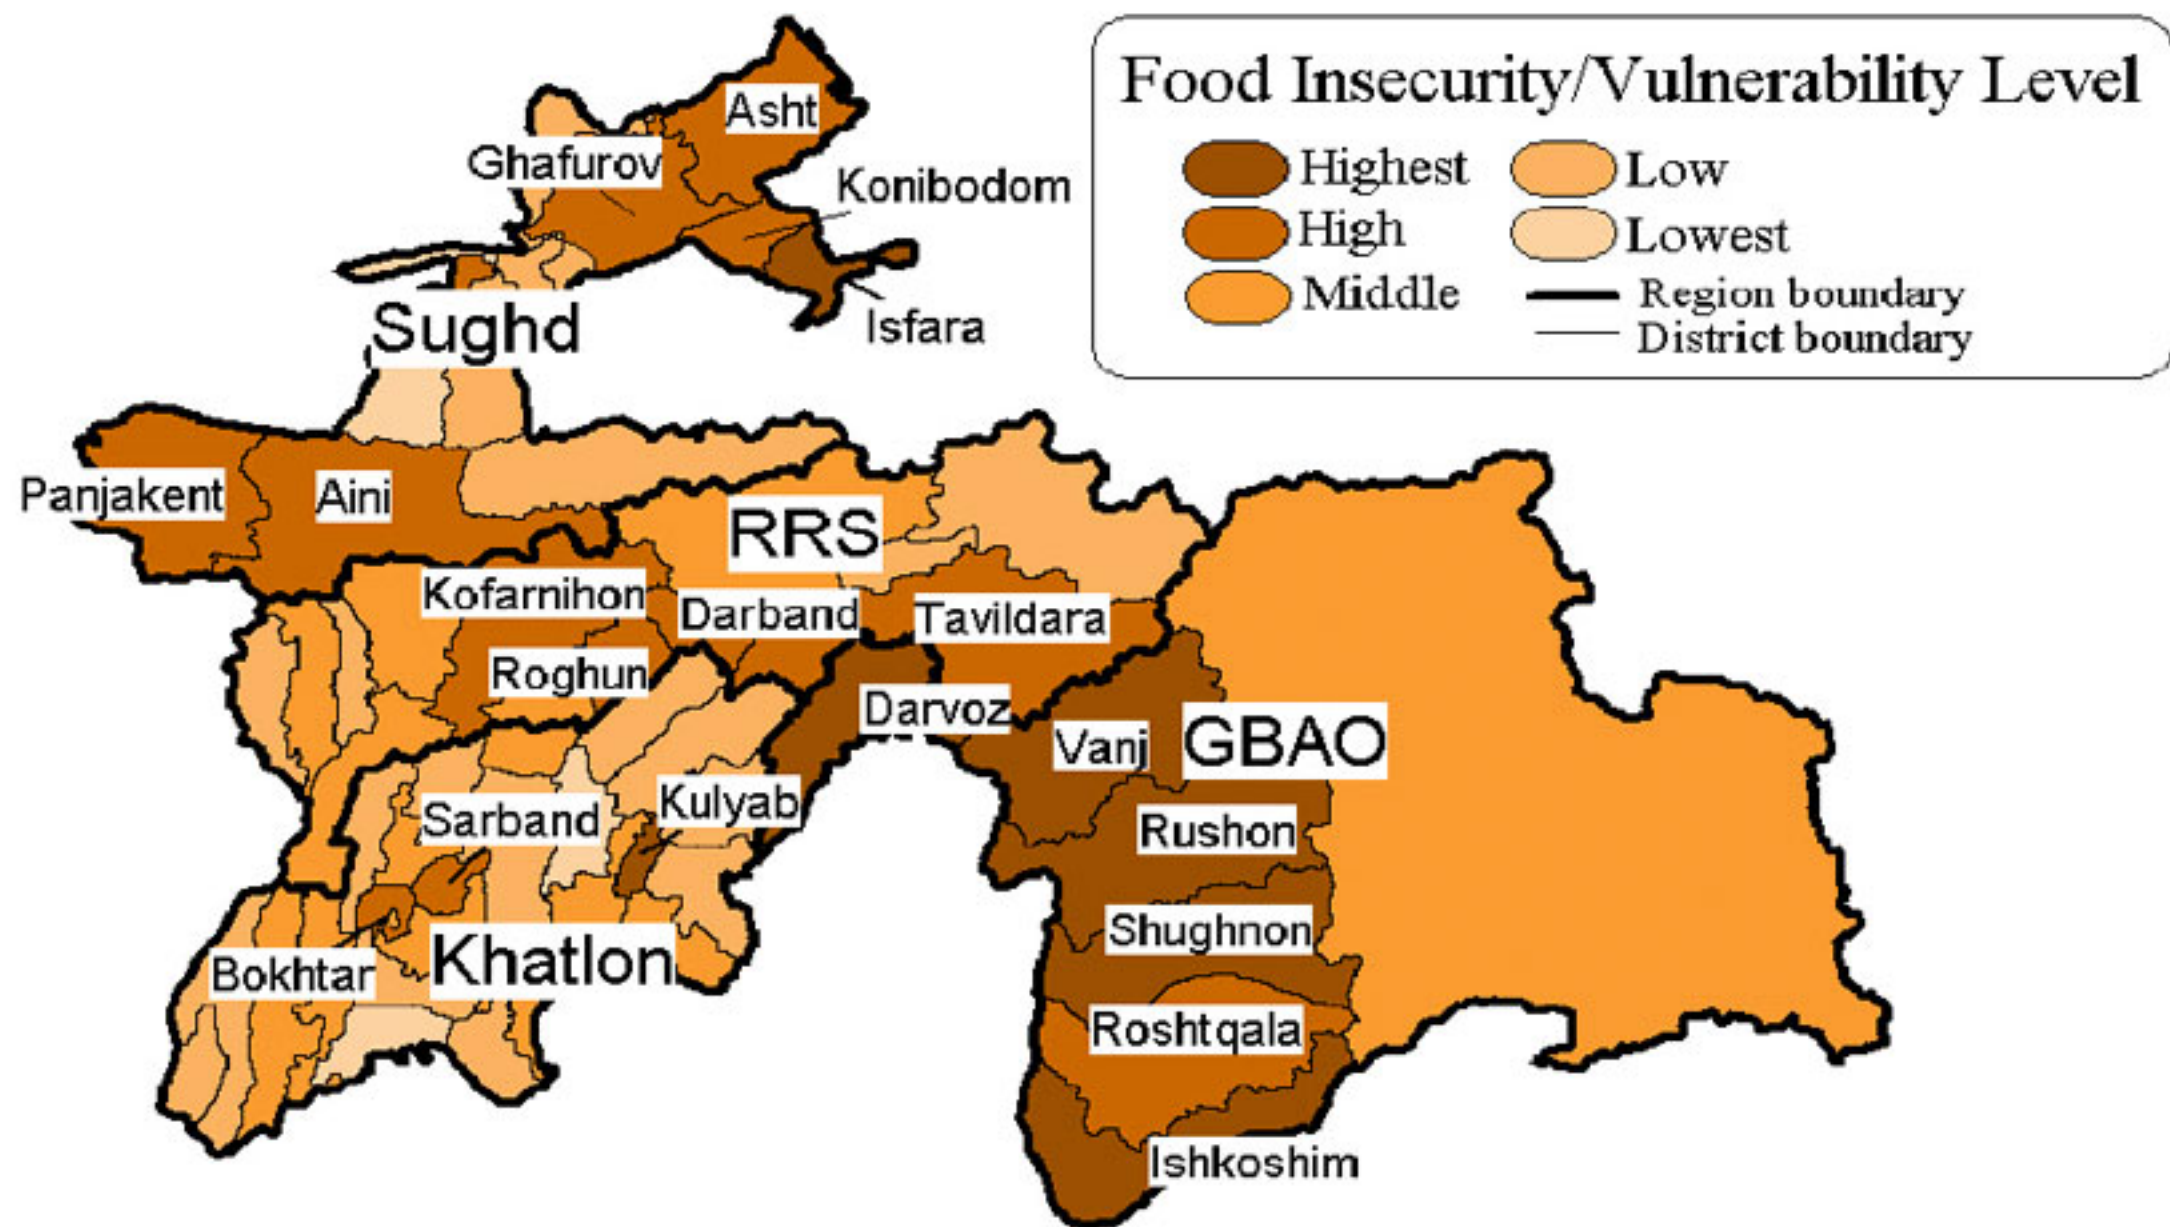 Food Insecurity/Vulnerability Level
Highest
Low
High
Lowest
Middle
Region boundary
District boundary
Asht
Ghafurov
Konibodom
Isfara
Sughd
Panjakent
Aini
RRS
Kofarnihon
Darband
Tavildara
Roghun
Darvoz
Vanj
GBAO
Kulyab
Sarband
Rushon
Shughnon
Khatlon
Bokhtar
Roshtqala
Ishkoshim